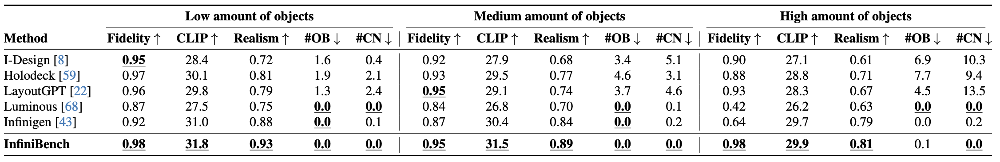 Low amount of objects Medium amount of objects High amount of objects
Method Fidelity ↑ CLIP ↑ Realism ↑ #OB ↓ #CN ↓ Fidelity ↑ CLIP ↑ Realism ↑ #OB ↓ #CN ↓ Fidelity ↑ CLIP ↑ Realism ↑ #OB ↓ #CN ↓
I-Design [8] 0.95 28.4 0.72 1.6 0.4 0.92 27.9 0.68 3.4 5.1 0.90 27.1 0.61 6.9 10.3
Holodeck [59] 0.97 30.1 0.81 1.9 2.1 0.93 29.5 0.77 4.6 3.1 0.88 28.8 0.71 7.7 9.4
LayoutGPT [22] 0.96 29.8 0.79 1.3 2.4 0.95 29.1 0.74 3.7 4.6 0.93 28.3 0.67 4.5 13.5
Luminous [68] 0.87 27.5 0.75 0.0 0.0 0.84 26.8 0.70 0.0 0.1 0.42 26.2 0.63 0.0 0.0
Infinigen [43] 0.92 31.0 0.88 0.0 0.1 0.87 30.4 0.84 0.0 0.2 0.64 29.7 0.79 0.0 0.2
InfiniBench 0.98 31.8 0.93 0.0 0.0 0.95 31.5 0.89 0.0 0.0 0.98 29.9 0.81 0.1 0.0